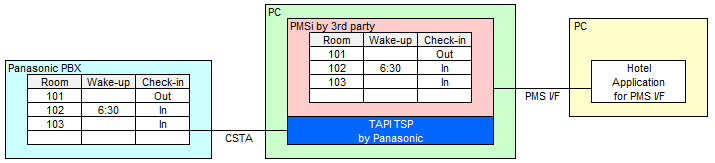 Panasonic PBX
Room Wake-up Check-in
101 Out
102 6:30 In
103 In
CSTA
PC
PMSi by 3rd party
Room Wake-up Check-in
101 Out
102 6:30 In
103 In
TAPI TSP
by Panasonic
PMS I/F
PC
Hotel
Application
for PMS I/F